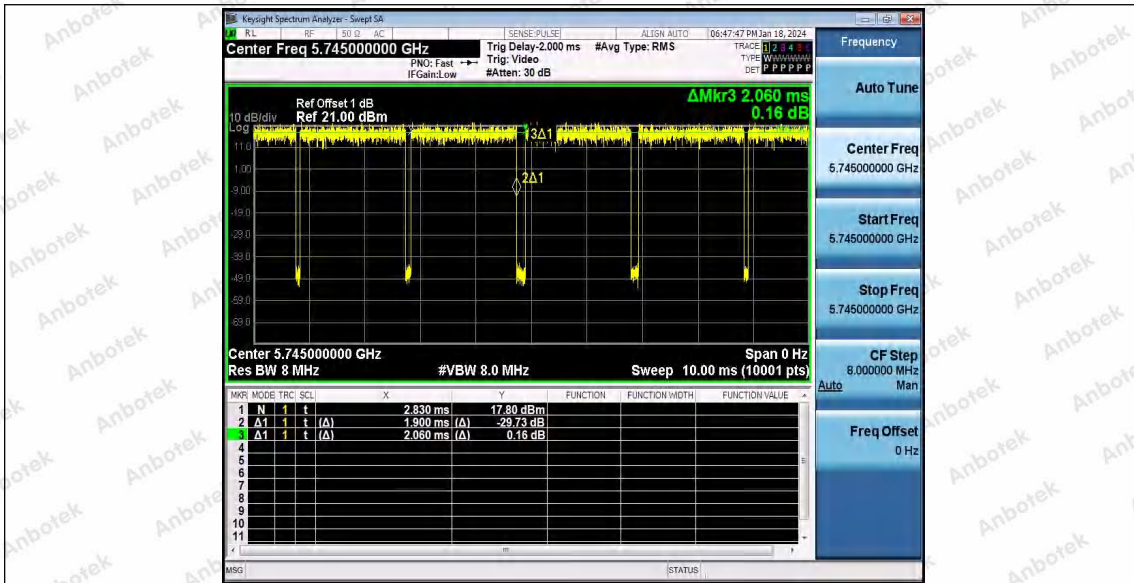 Keysight Spectrum Analyzer - Swept SA
RL RF 50 Ω AC SENSE:PULSE ALIGN AUTO 06:47:47 PM Jan 18, 2024
Center Freq 5.745000000 GHz
PNO: Fast
IFGain:Low
Trig Delay-2.000 ms
Trig: Video
#Atten: 30 dB
#Avg Type: RMS
TRACE 1 2 3 4 5 6
TYPE WWWWWW
DET P P P P P P
ΔMkr3 2.060 ms
0.16 dB
Ref Offset 1 dB
10 dB/div Ref 21.00 dBm
Log
11.0
1.00
-9.00
-19.0
-29.0
-39.0
-49.0
-59.0
-69.0
3Δ1
2Δ1
Center 5.745000000 GHz Span 0 Hz
Res BW 8 MHz #VBW 8.0 MHz Sweep 10.00 ms (10001 pts)
MKR MODE TRC SCL X Y FUNCTION FUNCTION WIDTH FUNCTION VALUE
1 N 1 t 2.830 ms 17.80 dBm
2 Δ1 1 t (Δ) 1.900 ms (Δ) -29.73 dB
3 Δ1 1 t (Δ) 2.060 ms (Δ) 0.16 dB
4
5
6
7
8
9
10
11
MSG STATUS
Frequency
Auto Tune
Center Freq
5.745000000 GHz
Start Freq
5.745000000 GHz
Stop Freq
5.745000000 GHz
CF Step
8.000000 MHz
Auto Man
Freq Offset
0 Hz
Anbotek